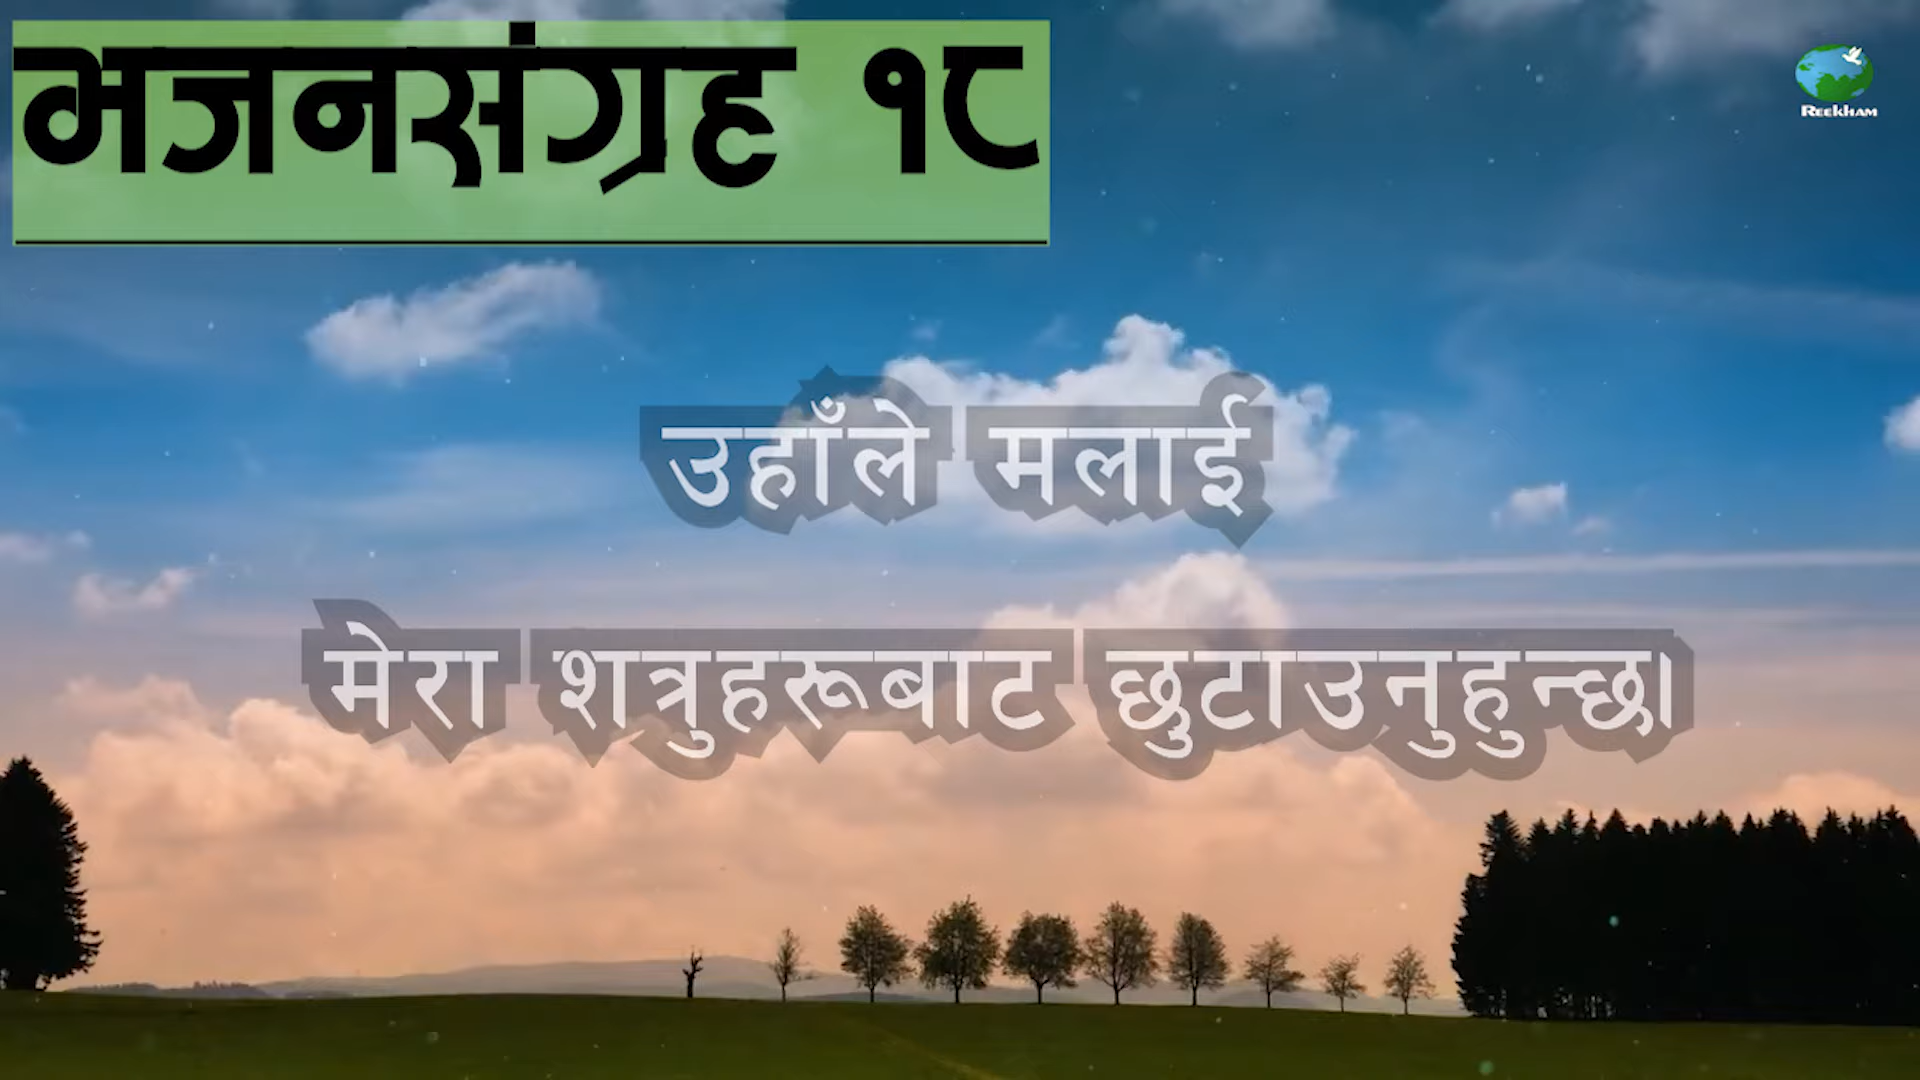 भजनसंग्रह १८
REEKHAM
उहाँले मलाई
मेरा शत्रुहरूबाट छुटाउनुहुन्छ।